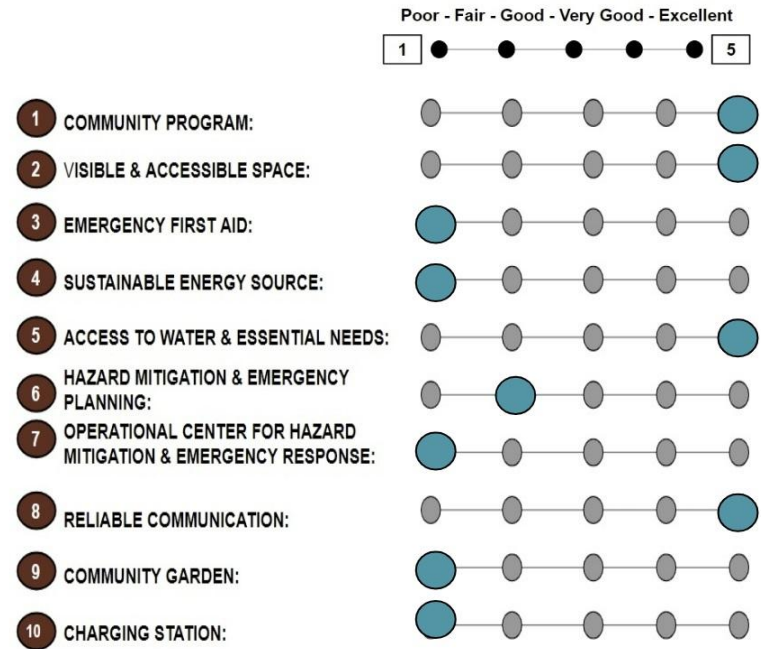 Poor - Fair - Good - Very Good - Excellent
1 5
1 COMMUNITY PROGRAM:
2 VISIBLE & ACCESSIBLE SPACE:
3 EMERGENCY FIRST AID:
4 SUSTAINABLE ENERGY SOURCE:
5 ACCESS TO WATER & ESSENTIAL NEEDS:
6 HAZARD MITIGATION & EMERGENCY
PLANNING:
7 OPERATIONAL CENTER FOR HAZARD
MITIGATION & EMERGENCY RESPONSE:
8 RELIABLE COMMUNICATION:
9 COMMUNITY GARDEN:
10 CHARGING STATION: